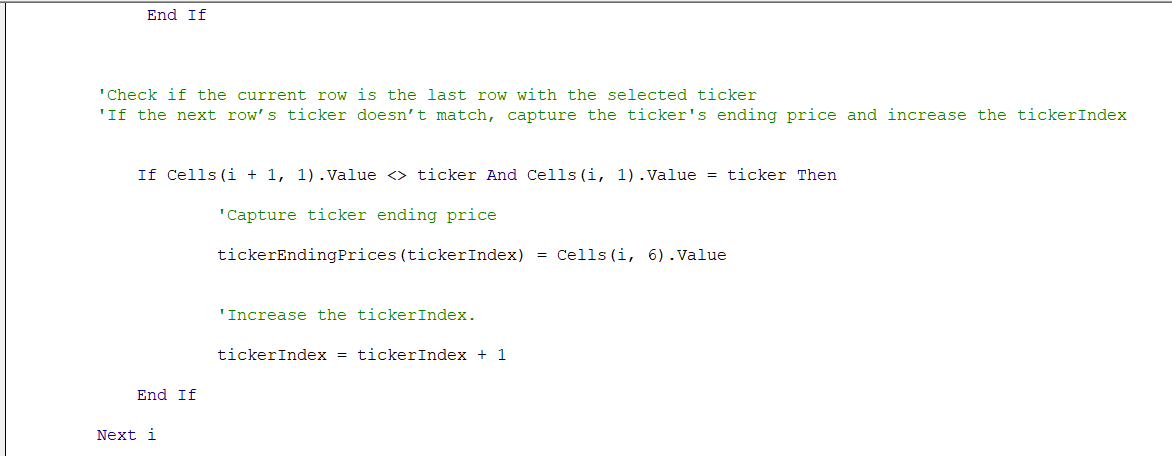 End If
'Check if the current row is the last row with the selected ticker
'If the next row’s ticker doesn’t match, capture the ticker's ending price and increase the tickerIndex
If Cells(i + 1, 1).Value <> ticker And Cells(i, 1).Value = ticker Then
'Capture ticker ending price
tickerEndingPrices(tickerIndex) = Cells(i, 6).Value
'Increase the tickerIndex.
tickerIndex = tickerIndex + 1
End If
Next i